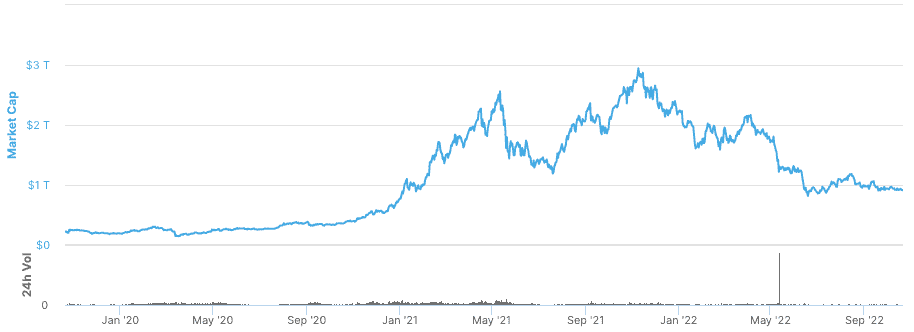 $3 T
$2 T
$1 T
$0
Market Cap
24h Vol
0
Jan '20 May '20 Sep '20 Jan '21 May '21 Sep '21 Jan '22 May '22 Sep '22